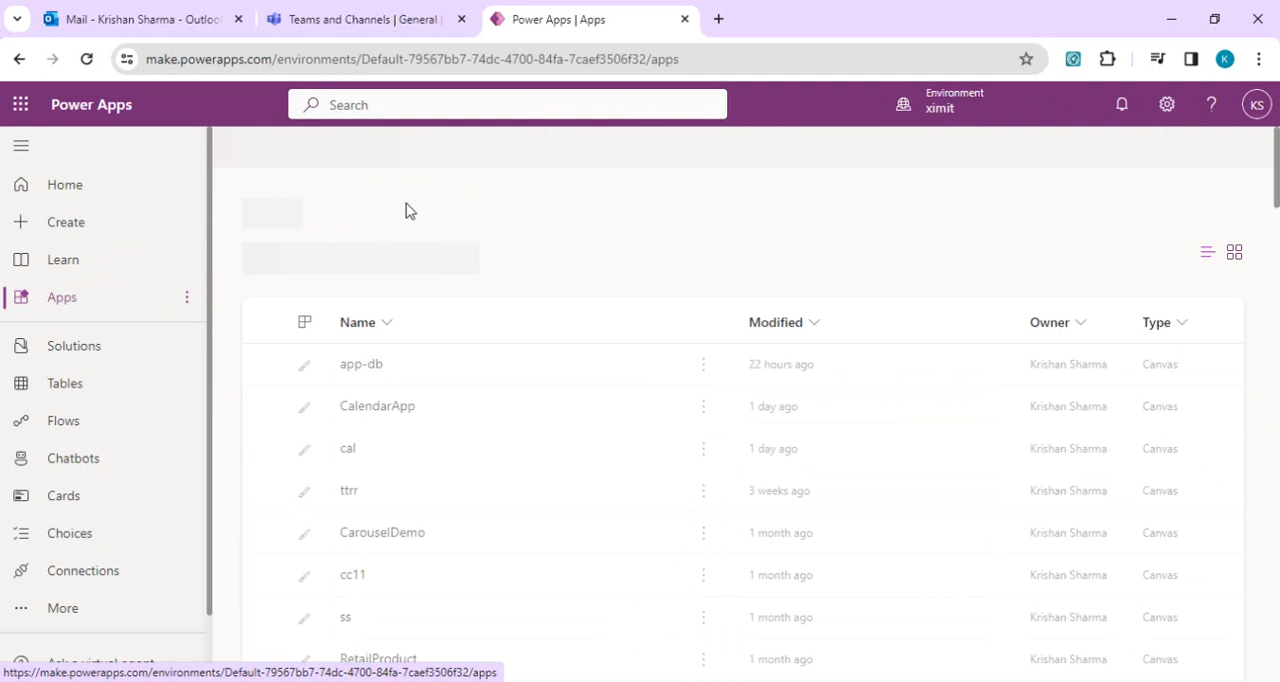 Mail - Krishan Sharma - Outloo
Teams and Channels | General |
Power Apps | Apps
make.powerapps.com/environments/Default-79567bb7-74dc-4700-84fa-7caef3506f32/apps
K
Power Apps
Search
Environment
ximit
KS
Home
Create
Learn
Apps
Solutions
Tables
Flows
Chatbots
Cards
Choices
Connections
More
Ask a virtual agent
Name Modified Owner Type
app-db 22 hours ago Krishan Sharma Canvas
CalendarApp 1 day ago Krishan Sharma Canvas
cal 1 day ago Krishan Sharma Canvas
ttrr 3 weeks ago Krishan Sharma Canvas
CarouselDemo 1 month ago Krishan Sharma Canvas
cc11 1 month ago Krishan Sharma Canvas
ss 1 month ago Krishan Sharma Canvas
RetailProduct 1 month ago Krishan Sharma Canvas
https://make.powerapps.com/environments/Default-79567bb7-74dc-4700-84fa-7caef3506f32/apps